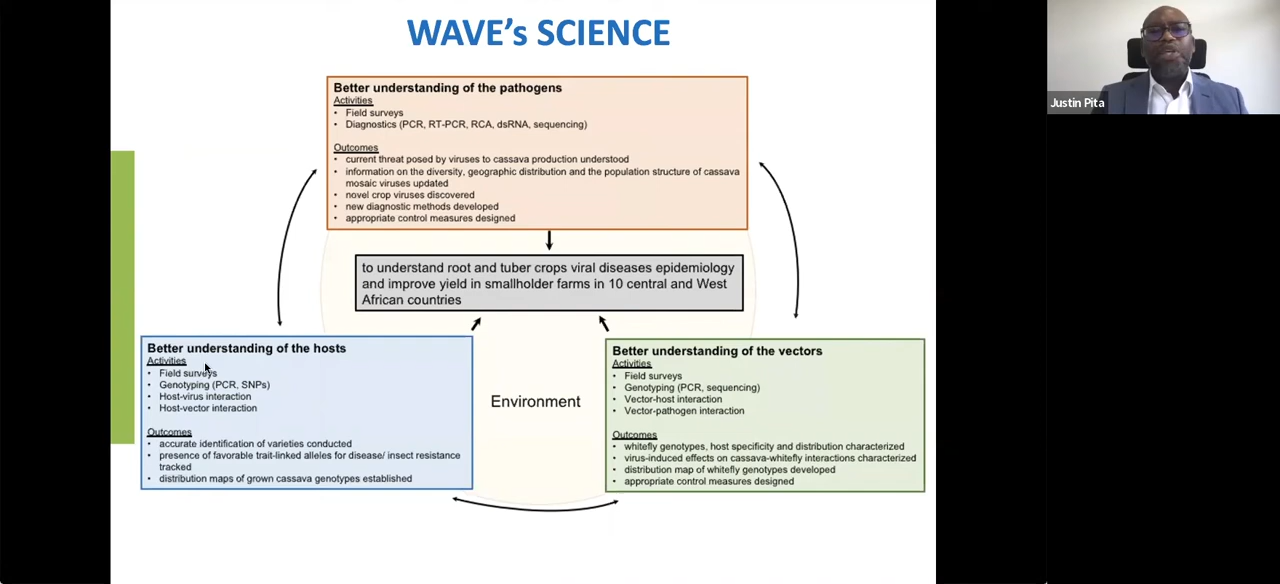 WAVE's SCIENCE
Better understanding of the pathogens
Activities
• Field surveys
• Diagnostics (PCR, RT-PCR, RCA, dsRNA, sequencing)
Outcomes
• current threat posed by viruses to cassava production understood
• information on the diversity, geographic distribution and the population structure of cassava
mosaic viruses updated
• novel crop viruses discovered
• new diagnostic methods developed
• appropriate control measures designed
to understand root and tuber crops viral diseases epidemiology
and improve yield in smallholder farms in 10 central and West
African countries
Better understanding of the hosts
Activities
• Field surveys
• Genotyping (PCR, SNPs)
• Host-virus interaction
• Host-vector interaction
Outcomes
• accurate identification of varieties conducted
• presence of favorable trait-linked alleles for disease/ insect resistance
tracked
• distribution maps of grown cassava genotypes established
Environment
Better understanding of the vectors
Activities
• Field surveys
• Genotyping (PCR, sequencing)
• Vector-host interaction
• Vector-pathogen interaction
Outcomes
• whitefly genotypes, host specificity and distribution characterized
• virus-induced effects on cassava-whitefly interactions characterized
• distribution map of whitefly genotypes developed
• appropriate control measures designed
Justin Pita